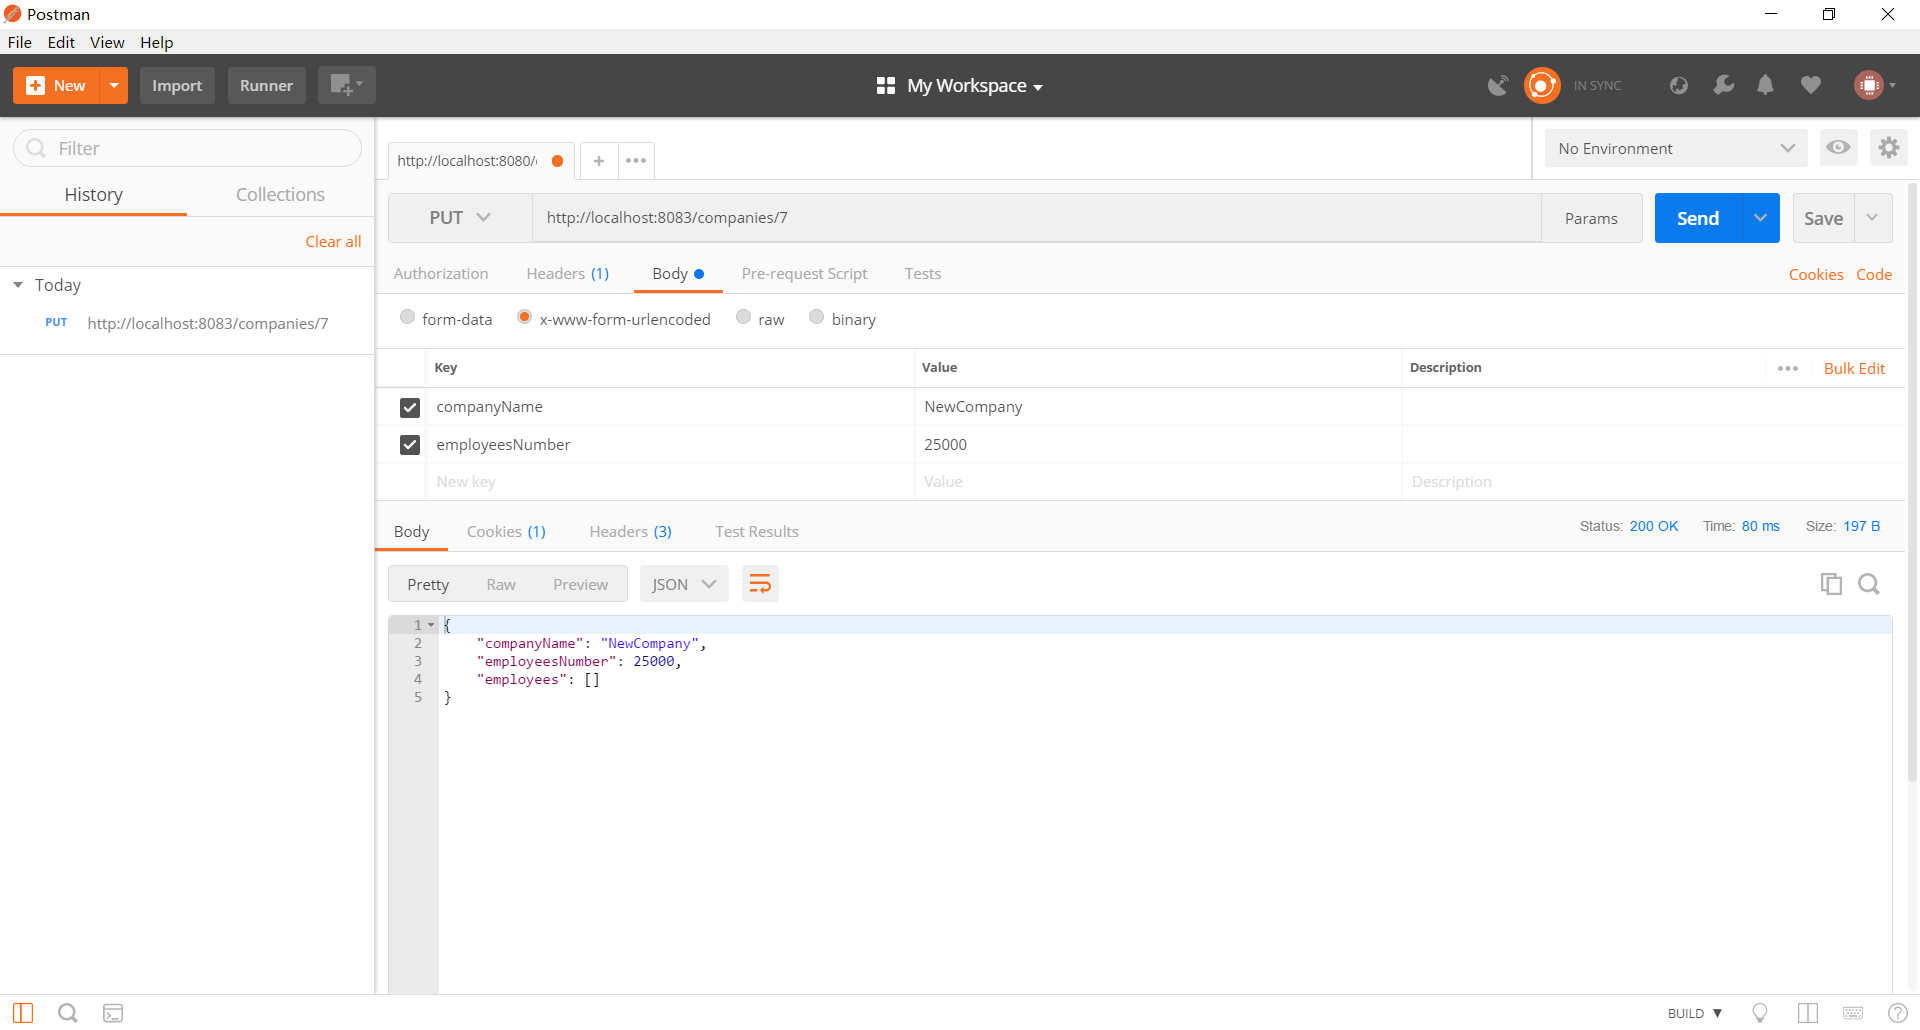 Postman
File Edit View Help
New Import Runner My Workspace IN SYNC
Filter
History Collections
Clear all
Today
PUT http://localhost:8083/companies/7
http://localhost:8080/ + •••
No Environment
PUT http://localhost:8083/companies/7 Params Send Save
Authorization Headers (1) Body Pre-request Script Tests Cookies Code
form-data x-www-form-urlencoded raw binary
Key Value Description ••• Bulk Edit
companyName NewCompany
employeesNumber 25000
New key Value Description
Body Cookies (1) Headers (3) Test Results Status: 200 OK Time: 80 ms Size: 197 B
Pretty Raw Preview JSON
1 {
2 "companyName": "NewCompany",
3 "employeesNumber": 25000,
4 "employees": []
5 }
BUILD ▼